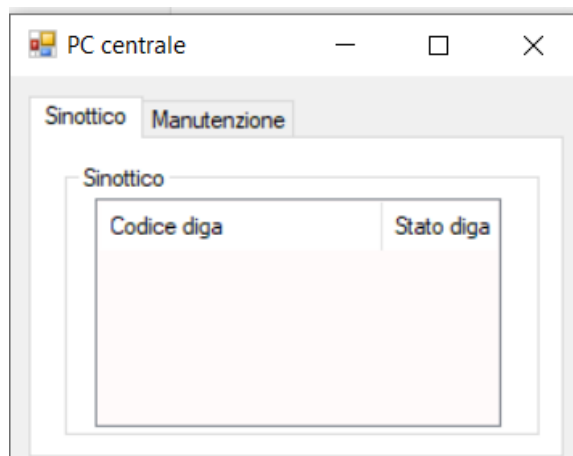 PC centrale
Sinottico Manutenzione
Sinottico
Codice diga Stato diga